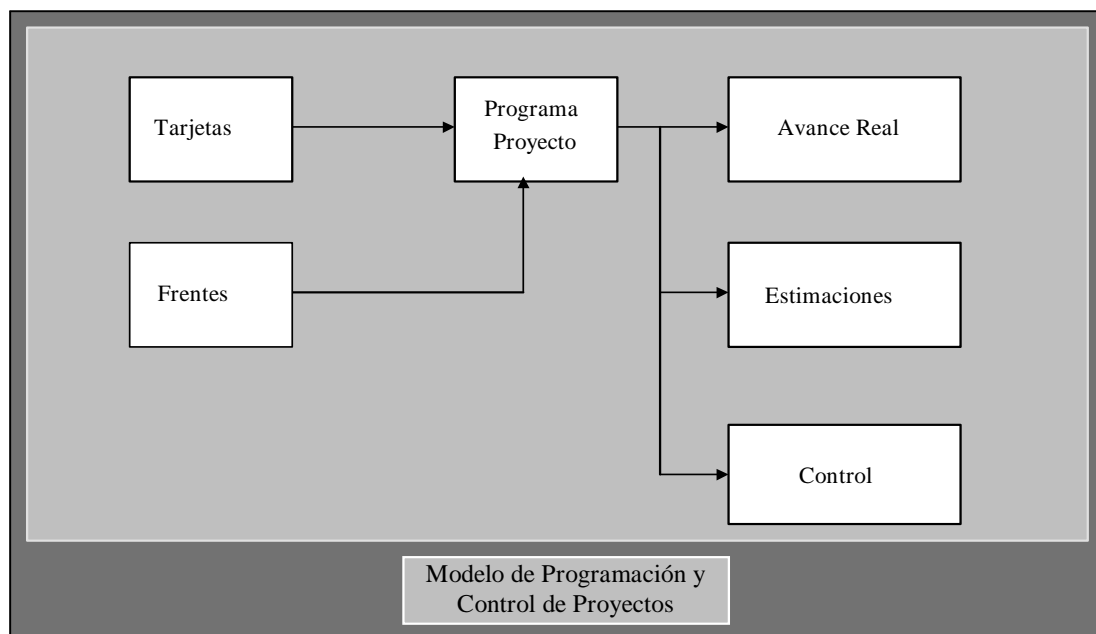 Tarjetas
Programa
Proyecto
Avance Real
Frentes
Estimaciones
Control
Modelo de Programación y
Control de Proyectos